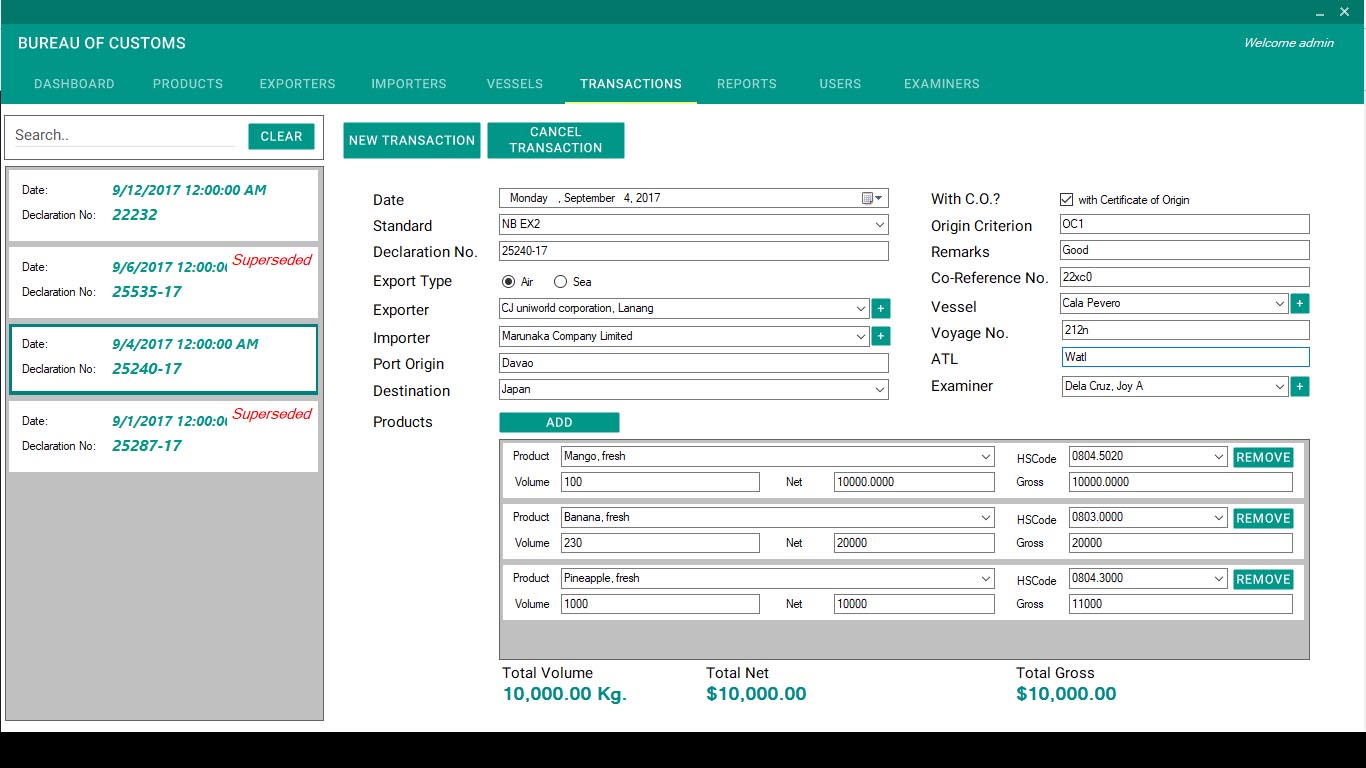 BUREAU OF CUSTOMS
Welcome admin
DASHBOARD PRODUCTS EXPORTERS IMPORTERS VESSELS TRANSACTIONS REPORTS USERS EXAMINERS
Search..
CLEAR
NEW TRANSACTION
CANCEL
TRANSACTION
Date: 9/12/2017 12:00:00 AM
Declaration No: 22232
Date: 9/6/2017 12:00:0 Superseded
Declaration No: 25535-17
Date: 9/4/2017 12:00:00 AM
Declaration No: 25240-17
Date: 9/1/2017 12:00:0 Superseded
Declaration No: 25287-17
Date Monday , September 4, 2017
Standard NB EX2
Declaration No. 25240-17
Export Type Air Sea
Exporter CJ uniworld corporation, Lanang +
Importer Marunaka Company Limited +
Port Origin Davao
Destination Japan
With C.O.? with Certificate of Origin
Origin Criterion OC1
Remarks Good
Co-Reference No. 22xc0
Vessel Cala Pevero +
Voyage No. 212n
ATL Watl
Examiner Dela Cruz, Joy A +
Products ADD
Product Mango, fresh HSCode 0804.5020 REMOVE
Volume 100 Net 10000.0000 Gross 10000.0000
Product Banana, fresh HSCode 0803.0000 REMOVE
Volume 230 Net 20000 Gross 20000
Product Pineapple, fresh HSCode 0804.3000 REMOVE
Volume 1000 Net 10000 Gross 11000
Total Volume Total Net Total Gross
10,000.00 Kg. $10,000.00 $10,000.00